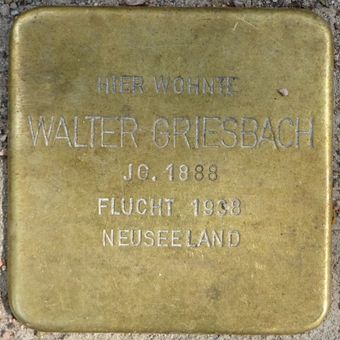 HIER WOHNTE
WALTER GRIESBACH
JG. 1888
FLUCHT 1938
NEUSEELAND